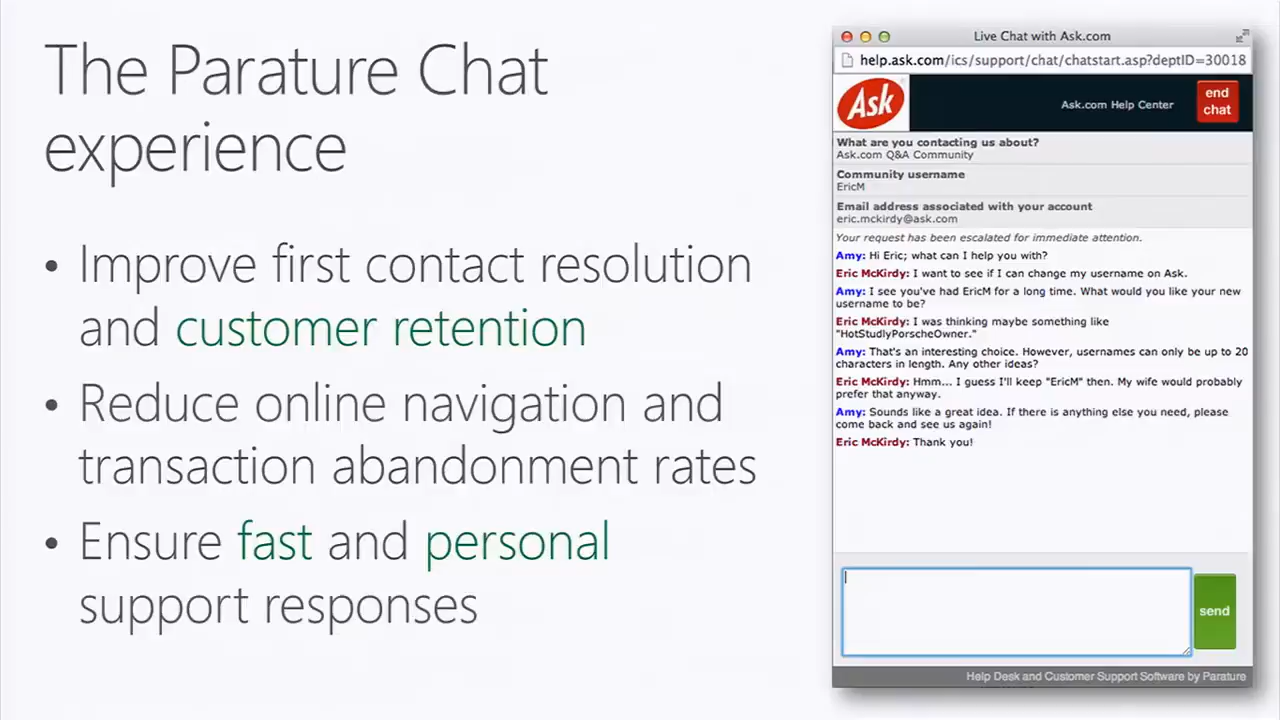 The Parature Chat
experience
• Improve first contact resolution
and customer retention
• Reduce online navigation and
transaction abandonment rates
• Ensure fast and personal
support responses
Live Chat with Ask.com
help.ask.com/ics/support/chat/chatstart.asp?deptID=30018
Ask
Ask.com Help Center
end
chat
What are you contacting us about?
Ask.com Q&A Community
Community username
EricM
Email address associated with your account
eric.mckirdy@ask.com
Your request has been escalated for immediate attention.
Amy: Hi Eric; what can I help you with?
Eric McKirdy: I want to see if I can change my username on Ask.
Amy: I see you've had EricM for a long time. What would you like your new
username to be?
Eric McKirdy: I was thinking maybe something like
"HotStudlyPorscheOwner."
Amy: That's an interesting choice. However, usernames can only be up to 20
characters in length. Any other ideas?
Eric McKirdy: Hmm... I guess I'll keep "EricM" then. My wife would probably
prefer that anyway.
Amy: Sounds like a great idea. If there is anything else you need, please
come back and see us again!
Eric McKirdy: Thank you!
send
Help Desk and Customer Support Software by Parature